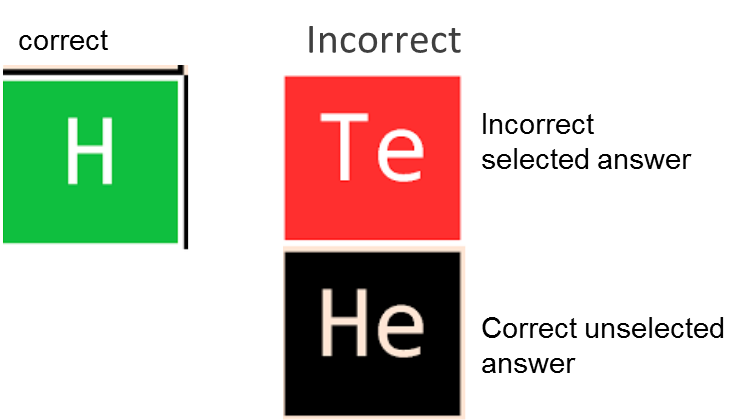 correct
Incorrect
H
Te
Incorrect
selected answer
He
Correct unselected
answer